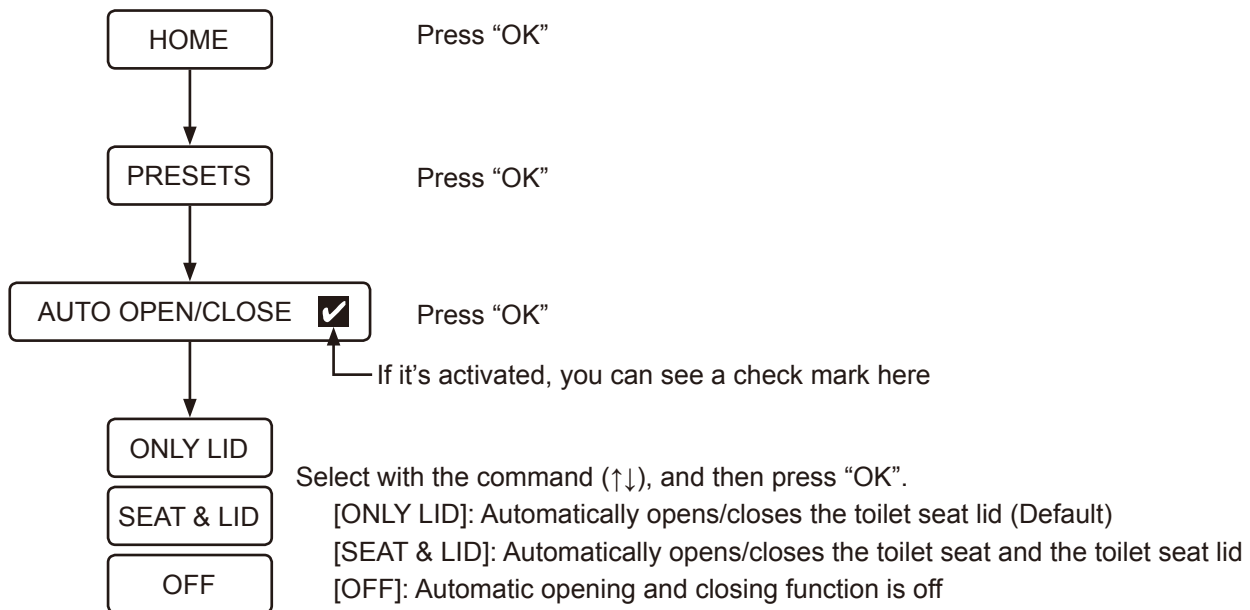 HOME Press “OK”
PRESETS Press “OK”
AUTO OPEN/CLOSE ✔ Press “OK”
If it’s activated, you can see a check mark here
ONLY LID
Select with the command (↑↓), and then press “OK”.
SEAT & LID [ONLY LID]: Automatically opens/closes the toilet seat lid (Default)
[SEAT & LID]: Automatically opens/closes the toilet seat and the toilet seat lid
OFF [OFF]: Automatic opening and closing function is off